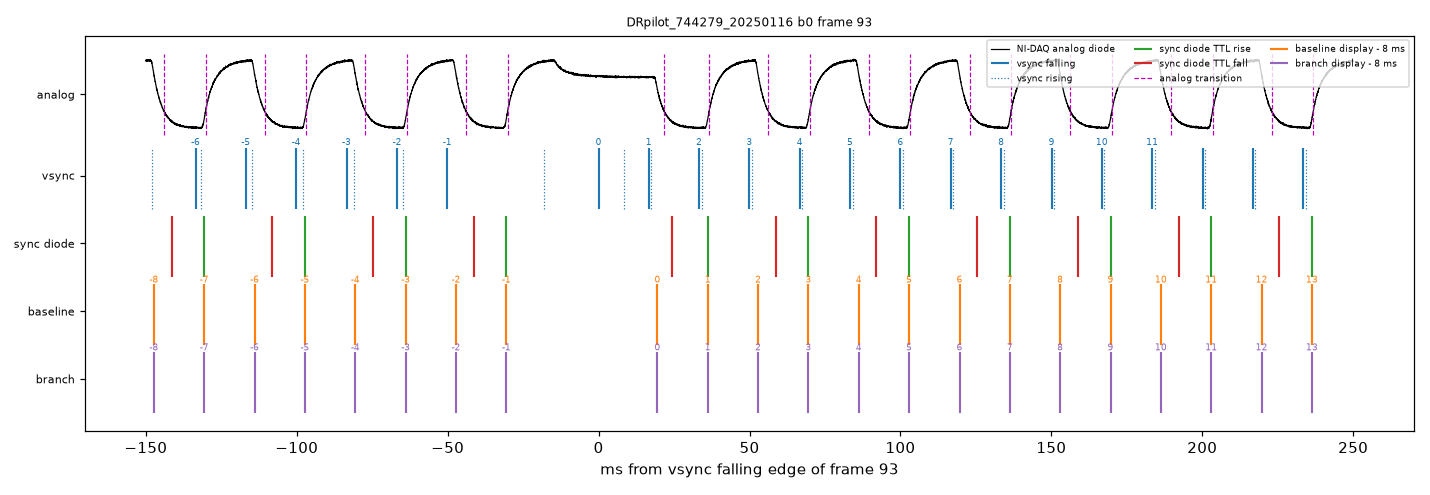 DRpilot_744279_20250116 b0 frame 93
NI-DAQ analog diode
vsync falling
vsync rising
sync diode TTL rise
sync diode TTL fall
analog transition
baseline display - 8 ms
branch display - 8 ms
analog
-6 -5 -4 -3 -2 -1 0 1 2 3 4 5 6 7 8 9 10 11
vsync
sync diode
-8 -7 -6 -5 -4 -3 -2 -1 0 1 2 3 4 5 6 7 8 9 10 11 12 13
baseline
-8 -7 -6 -5 -4 -3 -2 -1 0 1 2 3 4 5 6 7 8 9 10 11 12 13
branch
−150 −100 −50 0 50 100 150 200 250
ms from vsync falling edge of frame 93